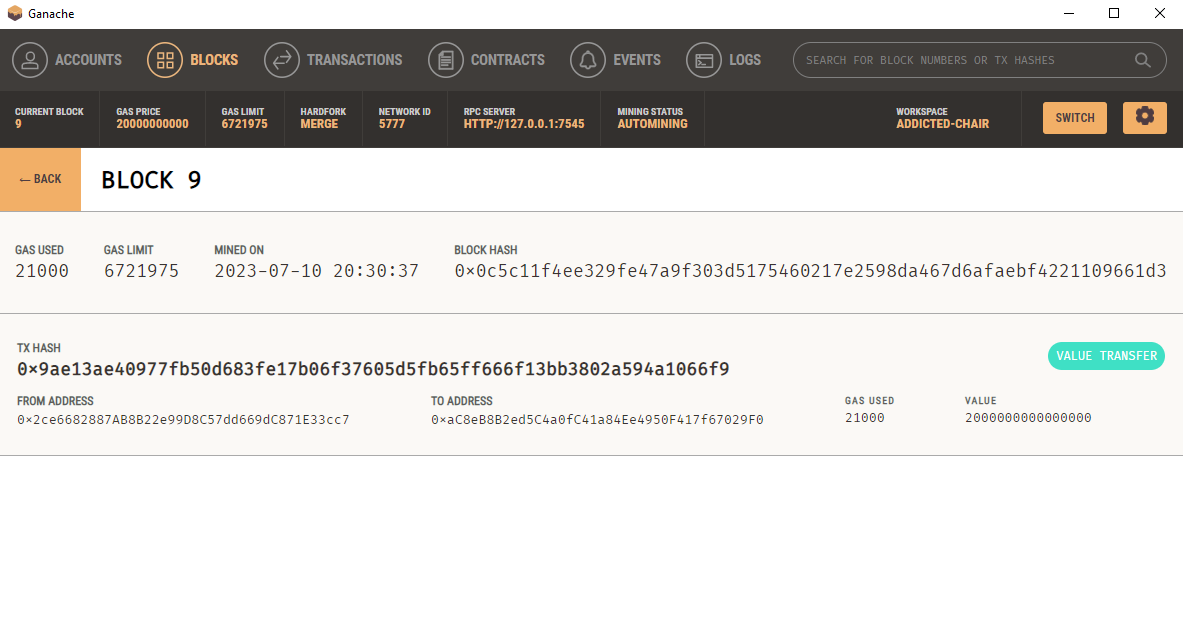 Ganache
ACCOUNTS BLOCKS TRANSACTIONS CONTRACTS EVENTS LOGS SEARCH FOR BLOCK NUMBERS OR TX HASHES
CURRENT BLOCK GAS PRICE GAS LIMIT HARDFORK NETWORK ID RPC SERVER MINING STATUS WORKSPACE
9 20000000000 6721975 MERGE 5777 HTTP://127.0.0.1:7545 AUTOMINING ADDICTED-CHAIR SWITCH
← BACK BLOCK 9
GAS USED GAS LIMIT MINED ON BLOCK HASH
21000 6721975 2023-07-10 20:30:37 0×0c5c11f4ee329fe47a9f303d5175460217e2598da467d6afaebf4221109661d3
TX HASH
0×9ae13ae40977fb50d683fe17b06f37605d5fb65ff666f13bb3802a594a1066f9 VALUE TRANSFER
FROM ADDRESS TO ADDRESS GAS USED VALUE
0×2ce6682887AB8B22e99D8C57dd669dC871E33cc7 0×aC8eB8B2ed5C4a0fC41a84Ee4950F417f67029F0 21000 2000000000000000